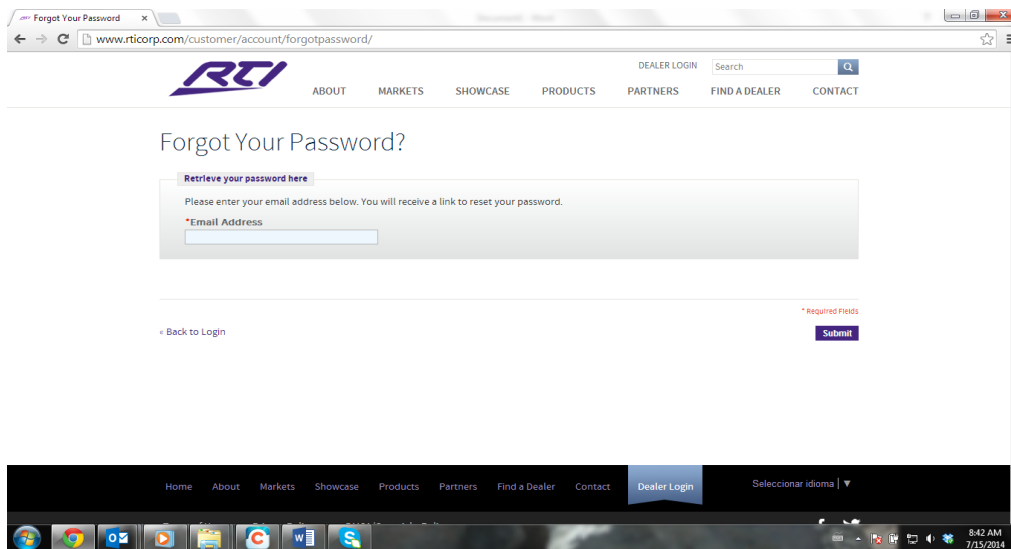 Forgot Your Password
www.rticorp.com/customer/account/forgotpassword/
RTI
DEALER LOGIN
Search
ABOUT MARKETS SHOWCASE PRODUCTS PARTNERS FIND A DEALER CONTACT
Forgot Your Password?
Retrieve your password here
Please enter your email address below. You will receive a link to reset your password.
*Email Address
* Required Fields
« Back to Login
Submit
Home About Markets Showcase Products Partners Find a Dealer Contact Dealer Login Seleccionar idioma ▼
8:42 AM
7/15/2014